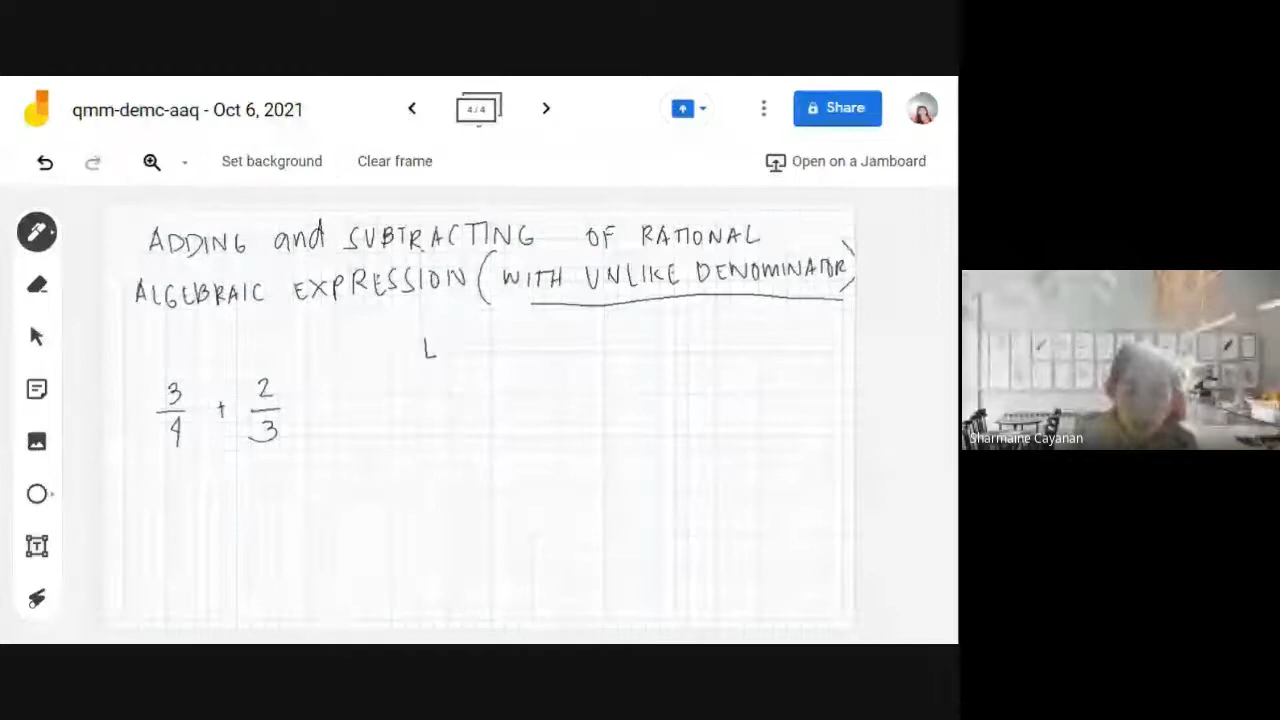 qmm-demc-aaq - Oct 6, 2021
4 / 4
Share
Set background
Clear frame
Open on a Jamboard
ADDING and SUBTRACTING OF RATIONAL
ALGEBRAIC EXPRESSION (WITH UNLIKE DENOMINATOR)
L
3/4 + 2/3
Sharmaine Cayanan